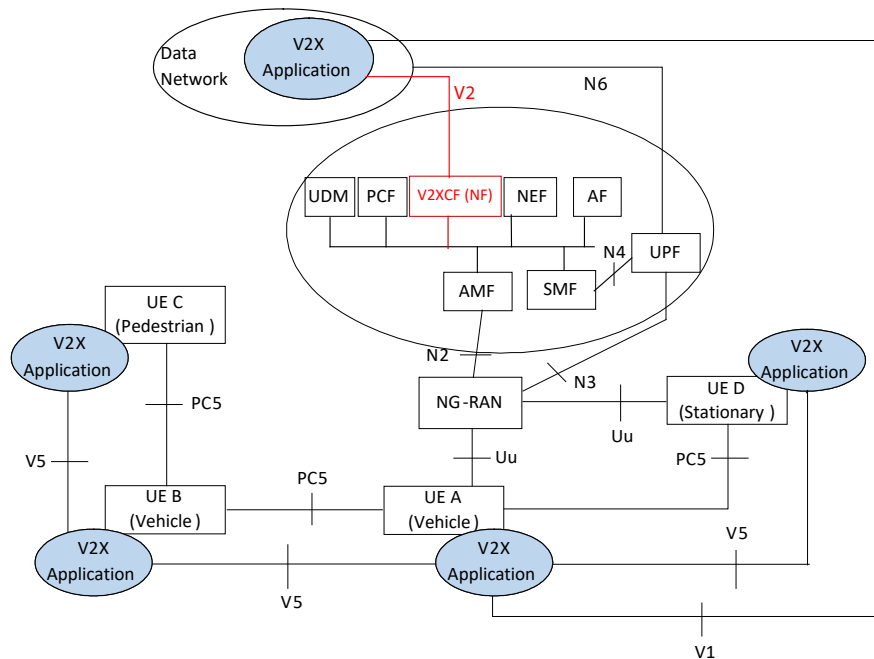 V2X
Application
Data
Network
V2
N6
UDM
PCF
V2XCF (NF)
NEF
AF
N4
UPF
AMF
SMF
UE C
(Pedestrian )
V2X
Application
N2
N3
V2X
Application
NG-RAN
UE D
(Stationary )
PC5
Uu
V5
Uu
PC5
PC5
UE B
(Vehicle )
UE A
(Vehicle)
V2X
Application
V2X
Application
V5
V5
V1